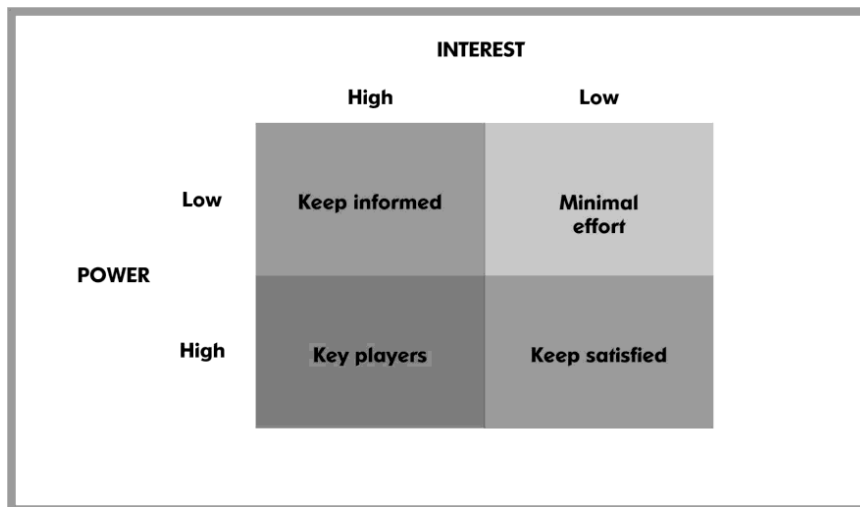 INTEREST
High Low
Low Keep informed Minimal
effort
POWER
High Key players Keep satisfied